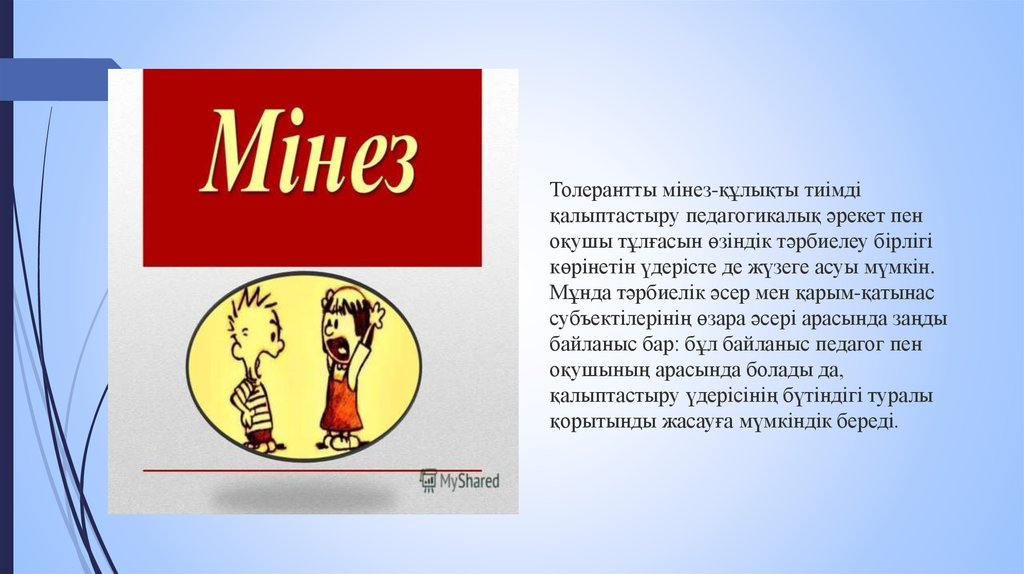 Мінез
MyShared
Толерантты мінез-құлықты тиімді
қалыптастыру педагогикалық әрекет пен
оқушы тұлғасын өзіндік тәрбиелеу бірлігі
көрінетін үдерісте де жүзеге асуы мүмкін.
Мұнда тәрбиелік әсер мен қарым-қатынас
субъектілерінің өзара әсері арасында заңды
байланыс бар: бұл байланыс педагог пен
оқушының арасында болады да,
қалыптастыру үдерісінің бүтіндігі туралы
қорытынды жасауға мүмкіндік береді.